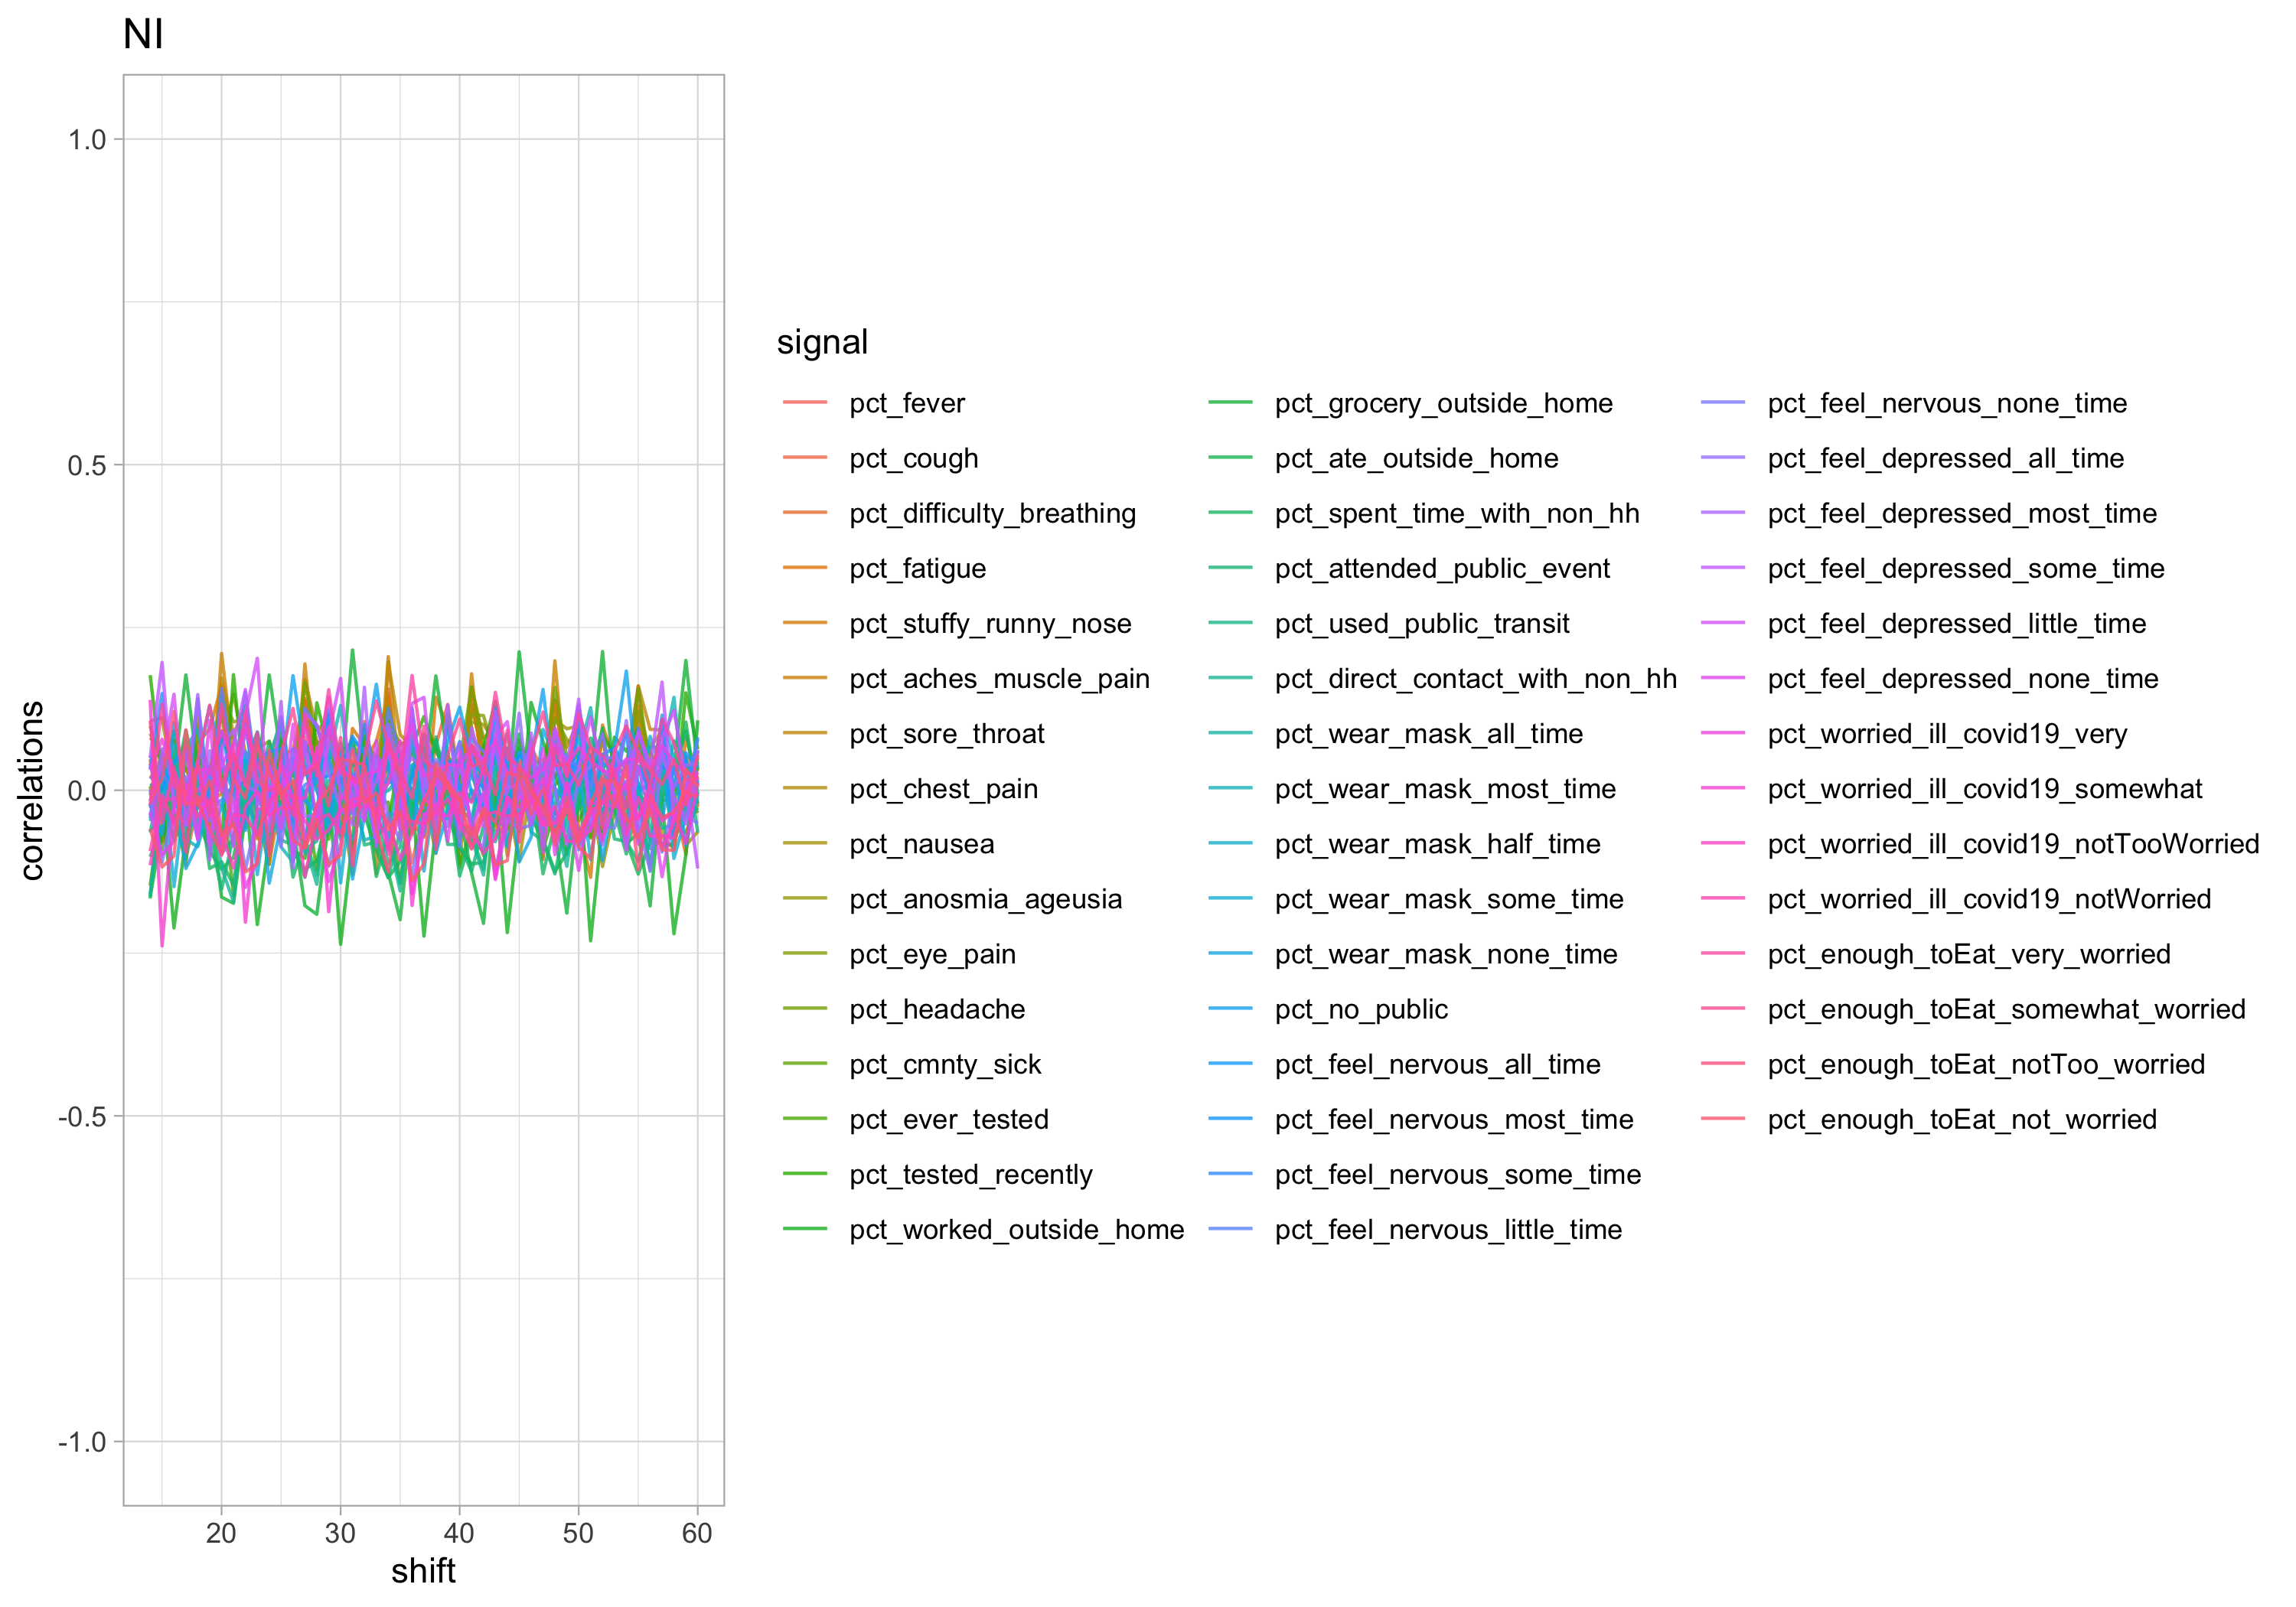 NI
1.0
0.5
0.0
-0.5
-1.0
correlations
20 30 40 50 60
shift
signal
pct_fever
pct_cough
pct_difficulty_breathing
pct_fatigue
pct_stuffy_runny_nose
pct_aches_muscle_pain
pct_sore_throat
pct_chest_pain
pct_nausea
pct_anosmia_ageusia
pct_eye_pain
pct_headache
pct_cmnty_sick
pct_ever_tested
pct_tested_recently
pct_worked_outside_home
pct_grocery_outside_home
pct_ate_outside_home
pct_spent_time_with_non_hh
pct_attended_public_event
pct_used_public_transit
pct_direct_contact_with_non_hh
pct_wear_mask_all_time
pct_wear_mask_most_time
pct_wear_mask_half_time
pct_wear_mask_some_time
pct_wear_mask_none_time
pct_no_public
pct_feel_nervous_all_time
pct_feel_nervous_most_time
pct_feel_nervous_some_time
pct_feel_nervous_little_time
pct_feel_nervous_none_time
pct_feel_depressed_all_time
pct_feel_depressed_most_time
pct_feel_depressed_some_time
pct_feel_depressed_little_time
pct_feel_depressed_none_time
pct_worried_ill_covid19_very
pct_worried_ill_covid19_somewhat
pct_worried_ill_covid19_notTooWorried
pct_worried_ill_covid19_notWorried
pct_enough_toEat_very_worried
pct_enough_toEat_somewhat_worried
pct_enough_toEat_notToo_worried
pct_enough_toEat_not_worried